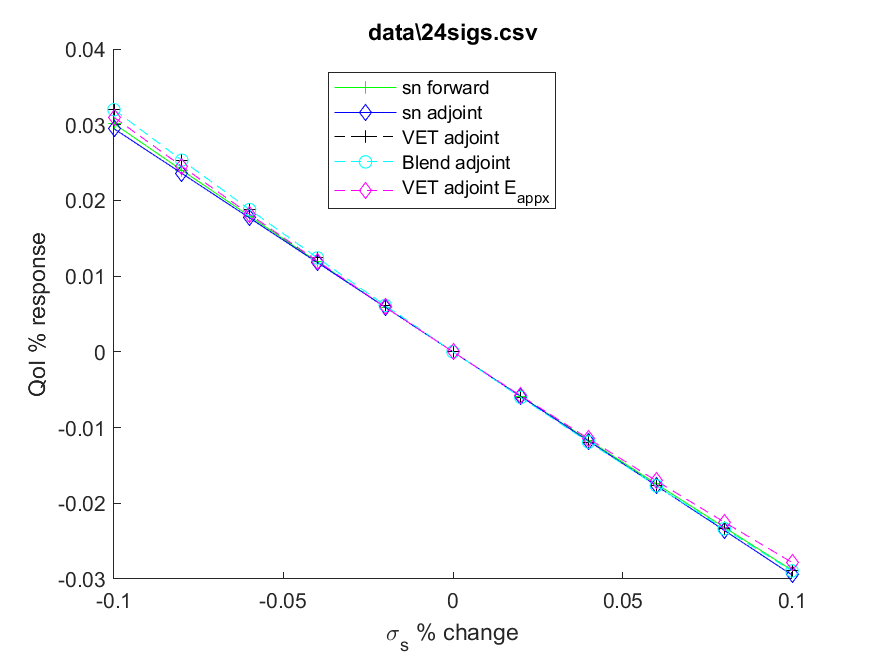 data\24sigs.csv
sn forward
sn adjoint
VET adjoint
Blend adjoint
VET adjoint E_appx
0.04
0.03
0.02
0.01
0
-0.01
-0.02
-0.03
QoI % response
-0.1 -0.05 0 0.05 0.1
σ_s % change